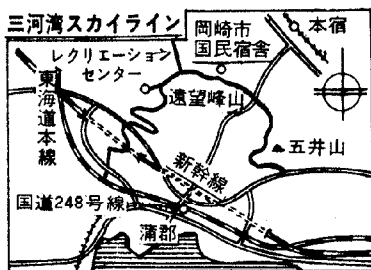 三河湾スカイライン
岡崎市
国民宿舎
本宿
レクリエーション
センター
遠望峰山
東海道本線
五井山
新幹線
国道248号線
蒲郡